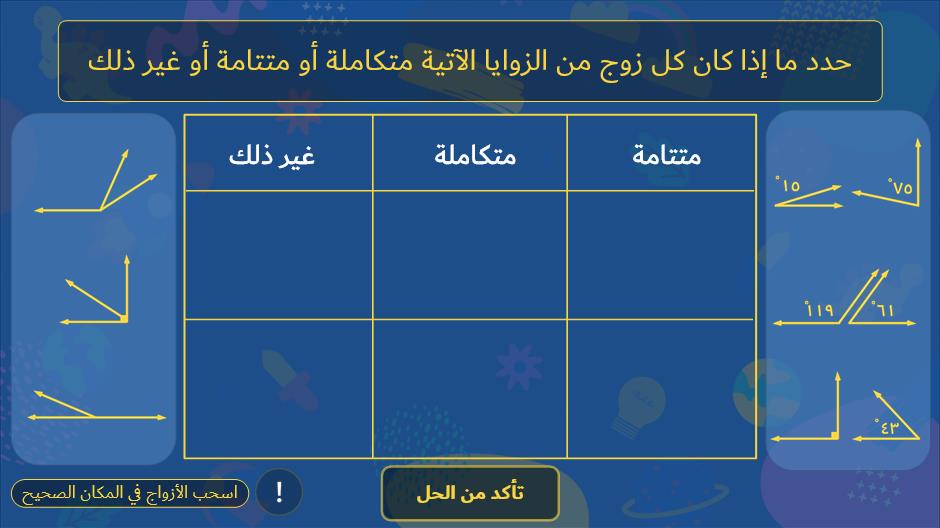 حدد ما إذا كان كل زوج من الزوايا الآتية متكاملة أو متتامة أو غير ذلك
متتامة متكاملة غير ذلك
٧٥° ١٥°
٦١° ١١٩°
٤٣°
تأكد من الحل
! اسحب الأزواج في المكان الصحيح